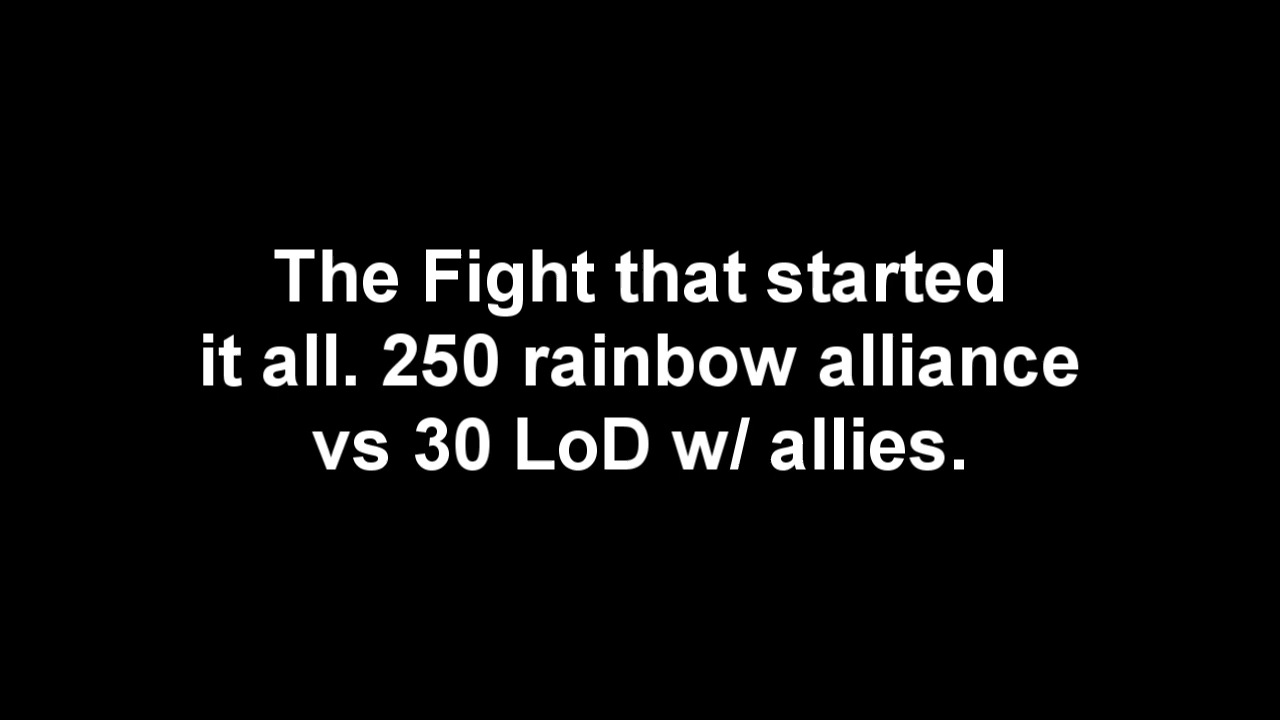 The Fight that started
it all. 250 rainbow alliance
vs 30 LoD w/ allies.